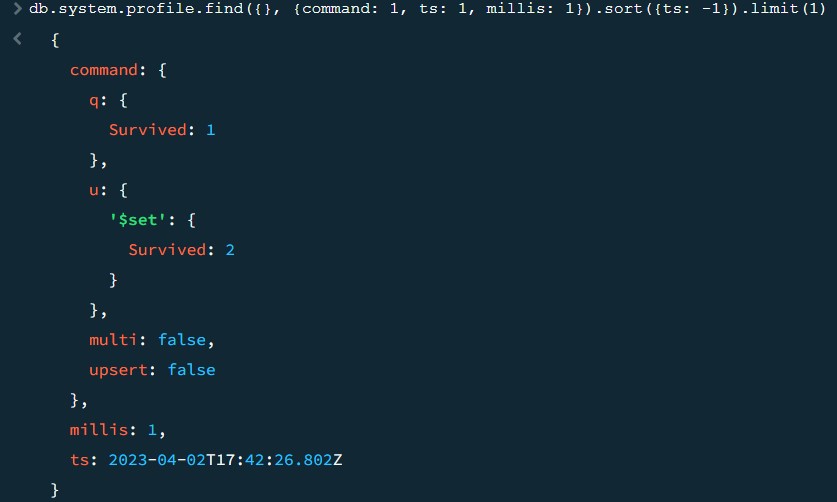 > db.system.profile.find({}, {command: 1, ts: 1, millis: 1}).sort({ts: -1}).limit(1)
< {
command: {
q: {
Survived: 1
},
u: {
'$set': {
Survived: 2
}
},
multi: false,
upsert: false
},
millis: 1,
ts: 2023-04-02T17:42:26.802Z
}